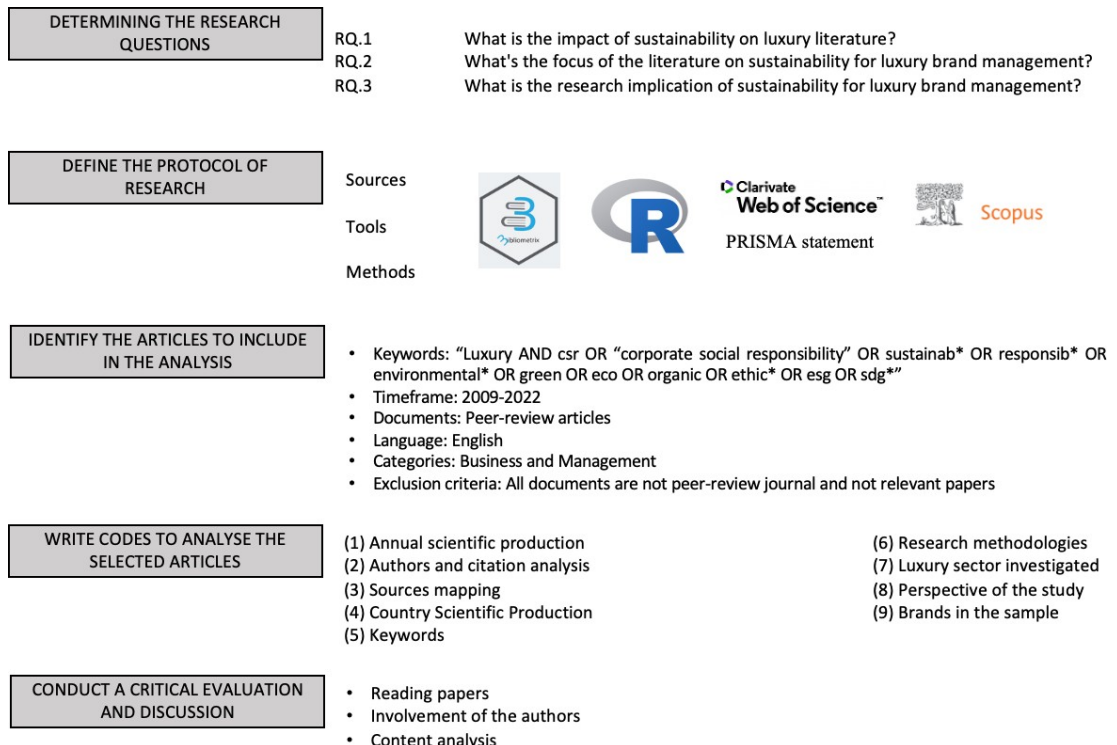 DETERMINING THE RESEARCH
QUESTIONS
RQ.1 What is the impact of sustainability on luxury literature?
RQ.2 What's the focus of the literature on sustainability for luxury brand management?
RQ.3 What is the research implication of sustainability for luxury brand management?
DEFINE THE PROTOCOL OF
RESEARCH
Sources
Tools
Methods
bibliometrix
R
Clarivate
Web of Science™
PRISMA statement
Scopus
IDENTIFY THE ARTICLES TO INCLUDE
IN THE ANALYSIS
• Keywords: “Luxury AND csr OR “corporate social responsibility” OR sustainab* OR responsib* OR
environmental* OR green OR eco OR organic OR ethic* OR esg OR sdg*”
• Timeframe: 2009-2022
• Documents: Peer-review articles
• Language: English
• Categories: Business and Management
• Exclusion criteria: All documents are not peer-review journal and not relevant papers
WRITE CODES TO ANALYSE THE
SELECTED ARTICLES
(1) Annual scientific production
(2) Authors and citation analysis
(3) Sources mapping
(4) Country Scientific Production
(5) Keywords
(6) Research methodologies
(7) Luxury sector investigated
(8) Perspective of the study
(9) Brands in the sample
CONDUCT A CRITICAL EVALUATION
AND DISCUSSION
• Reading papers
• Involvement of the authors
• Content analysis